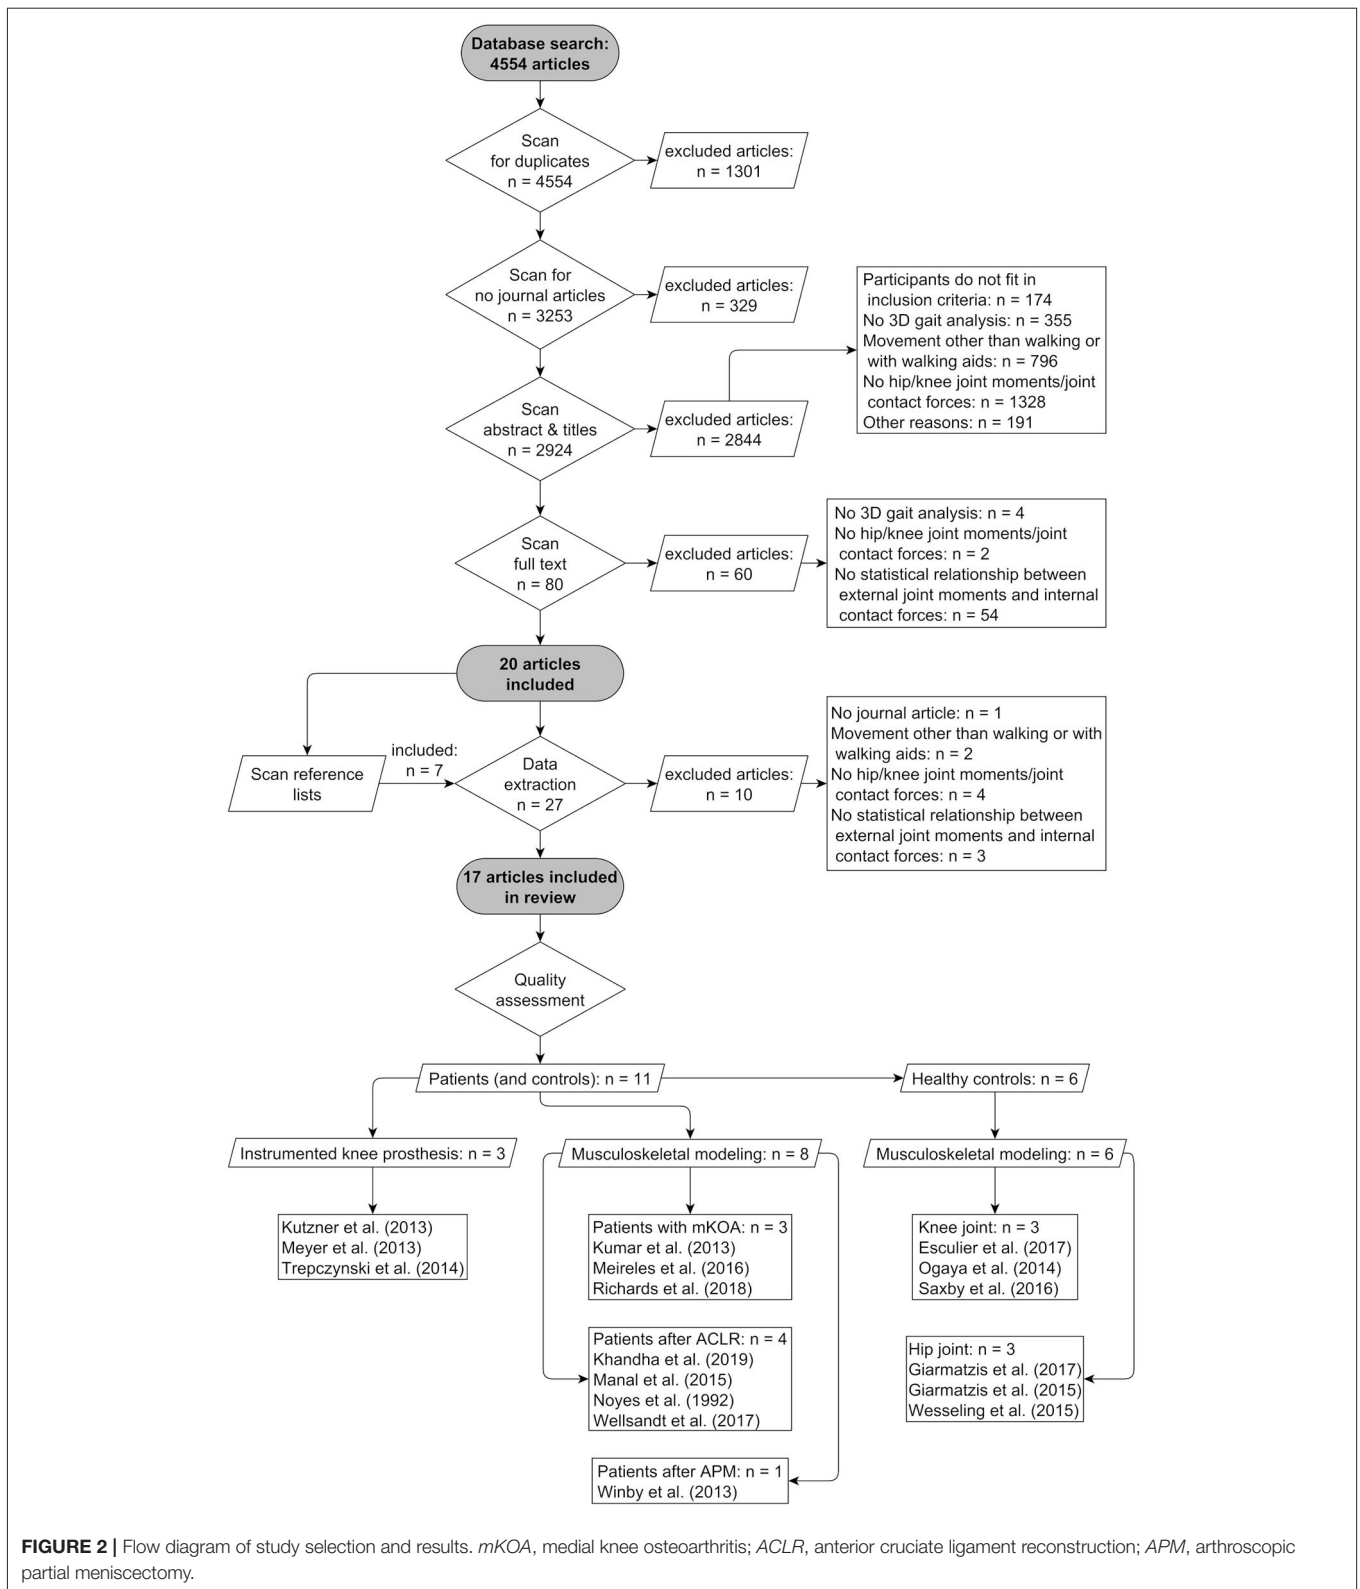 Database search:
4554 articles
Scan
for duplicates
n = 4554
excluded articles:
n = 1301
Scan for
no journal articles
n = 3253
excluded articles:
n = 329
Scan
abstract & titles
n = 2924
excluded articles:
n = 2844
Participants do not fit in
inclusion criteria: n = 174
No 3D gait analysis: n = 355
Movement other than walking or
with walking aids: n = 796
No hip/knee joint moments/joint
contact forces: n = 1328
Other reasons: n = 191
Scan
full text
n = 80
excluded articles:
n = 60
No 3D gait analysis: n = 4
No hip/knee joint moments/joint
contact forces: n = 2
No statistical relationship between
external joint moments and internal
contact forces: n = 54
20 articles
included
Scan reference
lists
included:
n = 7
Data
extraction
n = 27
excluded articles:
n = 10
No journal article: n = 1
Movement other than walking or with
walking aids: n = 2
No hip/knee joint moments/joint
contact forces: n = 4
No statistical relationship between
external joint moments and internal
contact forces: n = 3
17 articles included
in review
Quality
assessment
Patients (and controls): n = 11
Healthy controls: n = 6
Instrumented knee prosthesis: n = 3
Musculoskeletal modeling: n = 8
Musculoskeletal modeling: n = 6
Kutzner et al. (2013)
Meyer et al. (2013)
Trepczynski et al. (2014)
Patients with mKOA: n = 3
Kumar et al. (2013)
Meireles et al. (2016)
Richards et al. (2018)
Knee joint: n = 3
Esculier et al. (2017)
Ogaya et al. (2014)
Saxby et al. (2016)
Patients after ACLR: n = 4
Khandha et al. (2019)
Manal et al. (2015)
Noyes et al. (1992)
Wellsandt et al. (2017)
Hip joint: n = 3
Giarmatzis et al. (2017)
Giarmatzis et al. (2015)
Wesseling et al. (2015)
Patients after APM: n = 1
Winby et al. (2013)
FIGURE 2 | Flow diagram of study selection and results. mKOA, medial knee osteoarthritis; ACLR, anterior cruciate ligament reconstruction; APM, arthroscopic
partial meniscectomy.